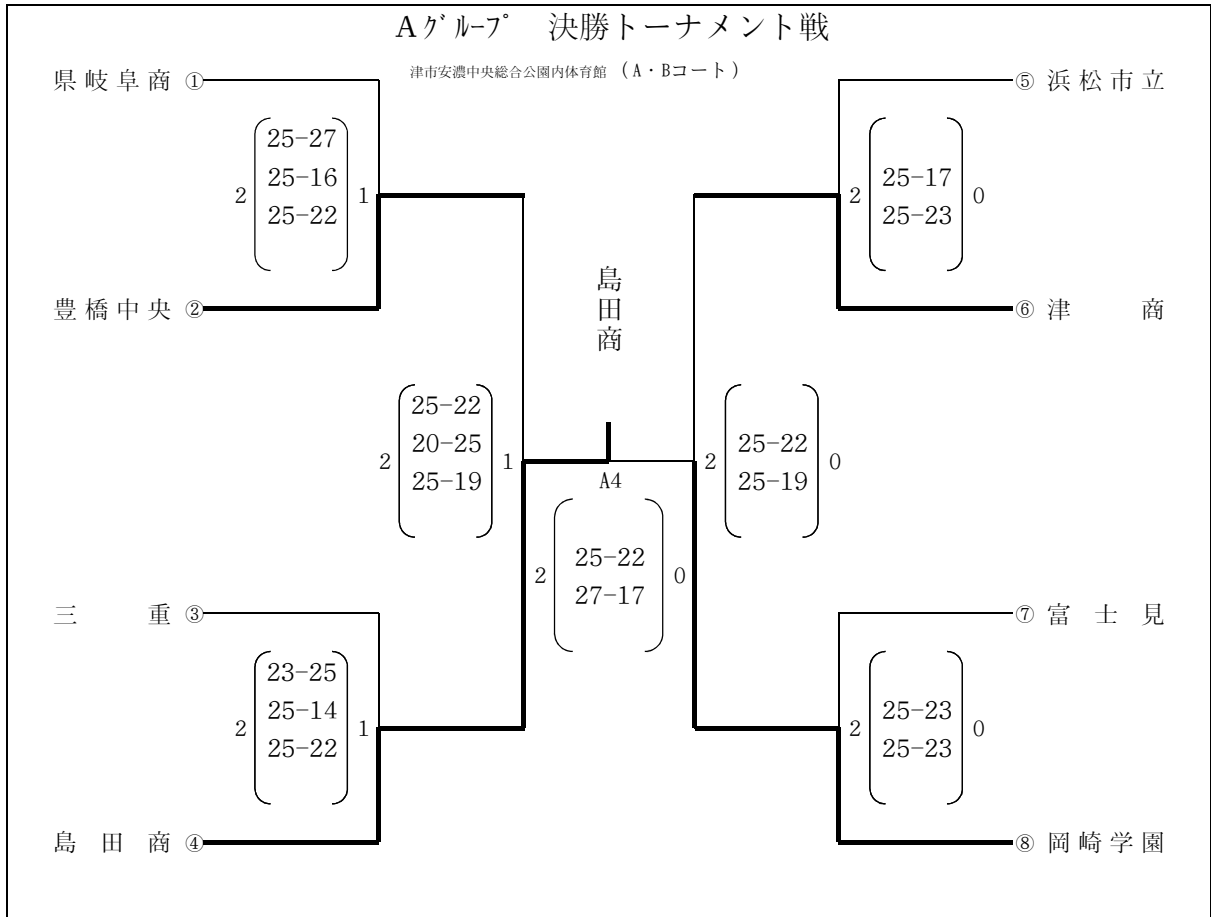 Aグループ 決勝トーナメント戦
津市安濃中央総合公園内体育館 (A・Bコート)
県岐阜商 ①
⑤ 浜松市立
25-27
25-16
25-22
2
1
25-17
25-23
2
0
豊橋中央 ②
⑥ 津 商
島田商
25-22
20-25
25-19
2
1
25-22
25-19
2
0
A4
25-22
27-17
2
0
三 重 ③
⑦ 富士見
23-25
25-14
25-22
2
1
25-23
25-23
2
0
島田商 ④
⑧ 岡崎学園